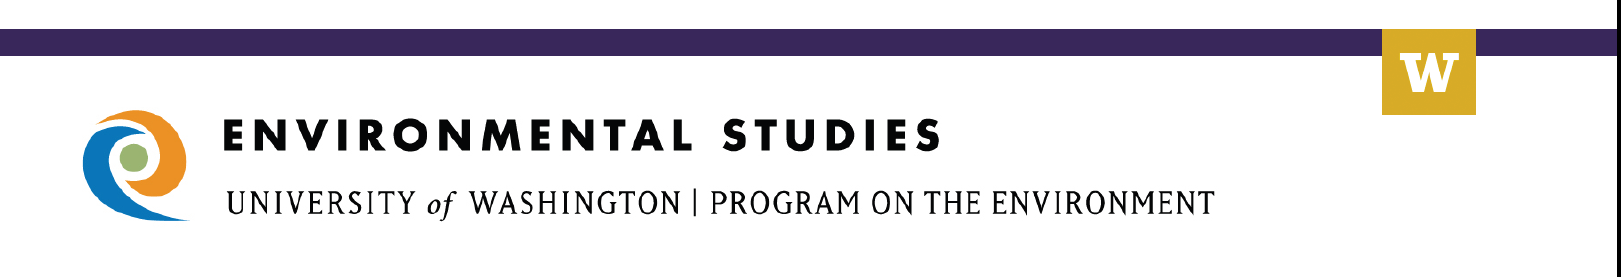 W
ENVIRONMENTAL STUDIES
UNIVERSITY of WASHINGTON | PROGRAM ON THE ENVIRONMENT